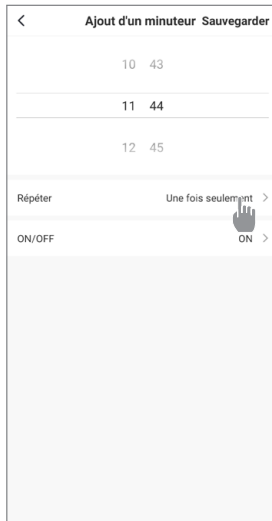 Ajout d'un minuteur Sauvegarder
10 43
11 44
12 45
Répéter Une fois seulement
ON/OFF ON